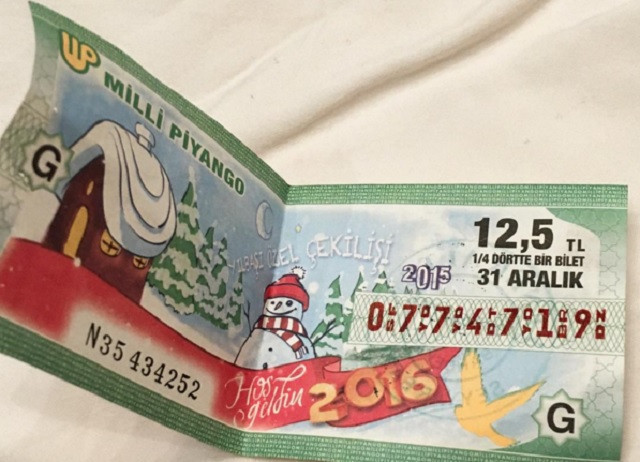 MİLLİ PİYANGO
G
YILBAŞI ÖZEL ÇEKİLİŞİ
N35 434252
Hoş geldin 2016
12,5 TL
1/4 DÖRTTE BİR BİLET
2015 31 ARALIK
0774719
G